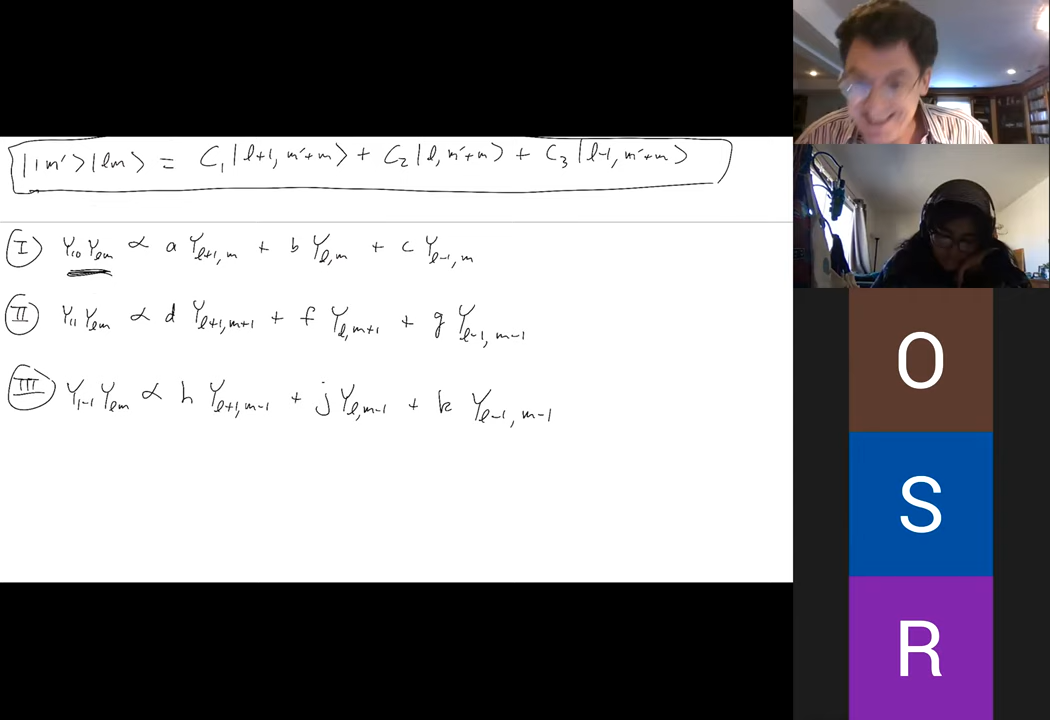 |1m'>|lm> = C₁|l+1, m'+m> + C₂|l, m'+m> + C₃|l-1, m'+m>
I Y₁₀ Yₗₘ ∝ a Yₗ₊₁,ₘ + b Yₗ,ₘ + c Yₗ₋₁,ₘ
II Y₁₁ Yₗₘ ∝ d Yₗ₊₁,ₘ₊₁ + f Yₗ,ₘ₊₁ + g Yₗ₋₁,ₘ₋₁
III Y₁₋₁ Yₗₘ ∝ h Yₗ₊₁,ₘ₋₁ + j Yₗ,ₘ₋₁ + k Yₗ₋₁,ₘ₋₁
O
S
R